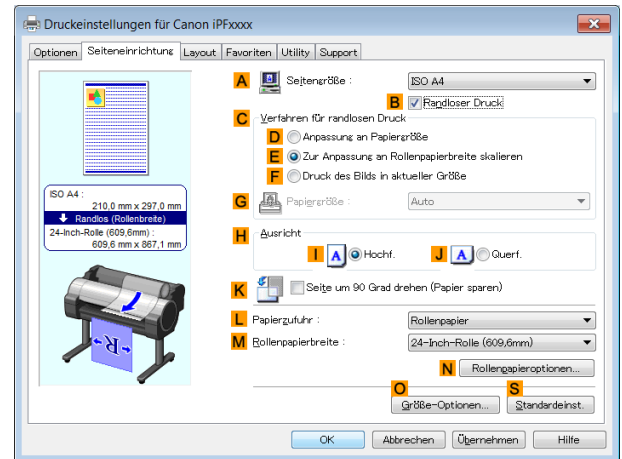 Druckeinstellungen für Canon iPFxxxx
Optionen Seiteneinrichtung Layout Favoriten Utility Support
A Seitengröße : ISO A4
B Randloser Druck
C Verfahren für randlosen Druck
D Anpassung an Papiergröße
E Zur Anpassung an Rollenpapierbreite skalieren
F Druck des Bilds in aktueller Größe
ISO A4 :
210,0 mm x 297,0 mm
Randlos (Rollenbreite)
24-Inch-Rolle (609,6mm) :
609,6 mm x 867,1 mm
G Papiergröße : Auto
H Ausricht
I A Hochf. J A Querf.
K Seite um 90 Grad drehen (Papier sparen)
L Papierzufuhr : Rollenpapier
M Rollenpapierbreite : 24-Inch-Rolle (609,6mm)
R
N Rollenpapieroptionen...
O S
Größe-Optionen... Standardeinst.
OK Abbrechen Übernehmen Hilfe